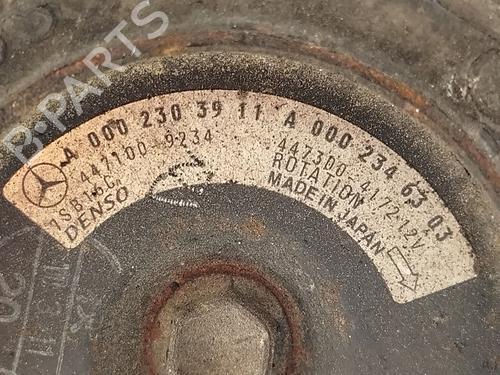 B-PARTS
A 000 230 39 11 A 000 234 63 03
447100-9234 447300-4172 12V
7SB16C ROTATION
DENSO MADE IN JAPAN